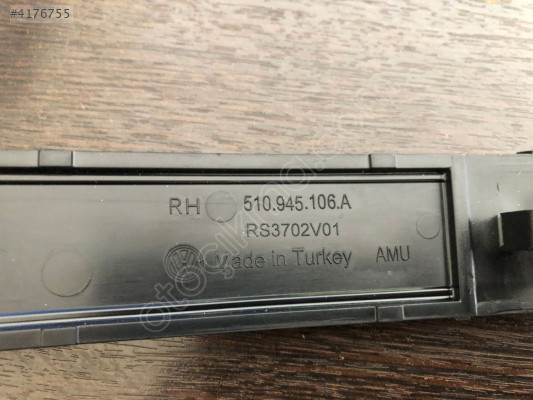 #4176755
RH 510.945.106.A
RS3702V01
Made in Turkey AMU